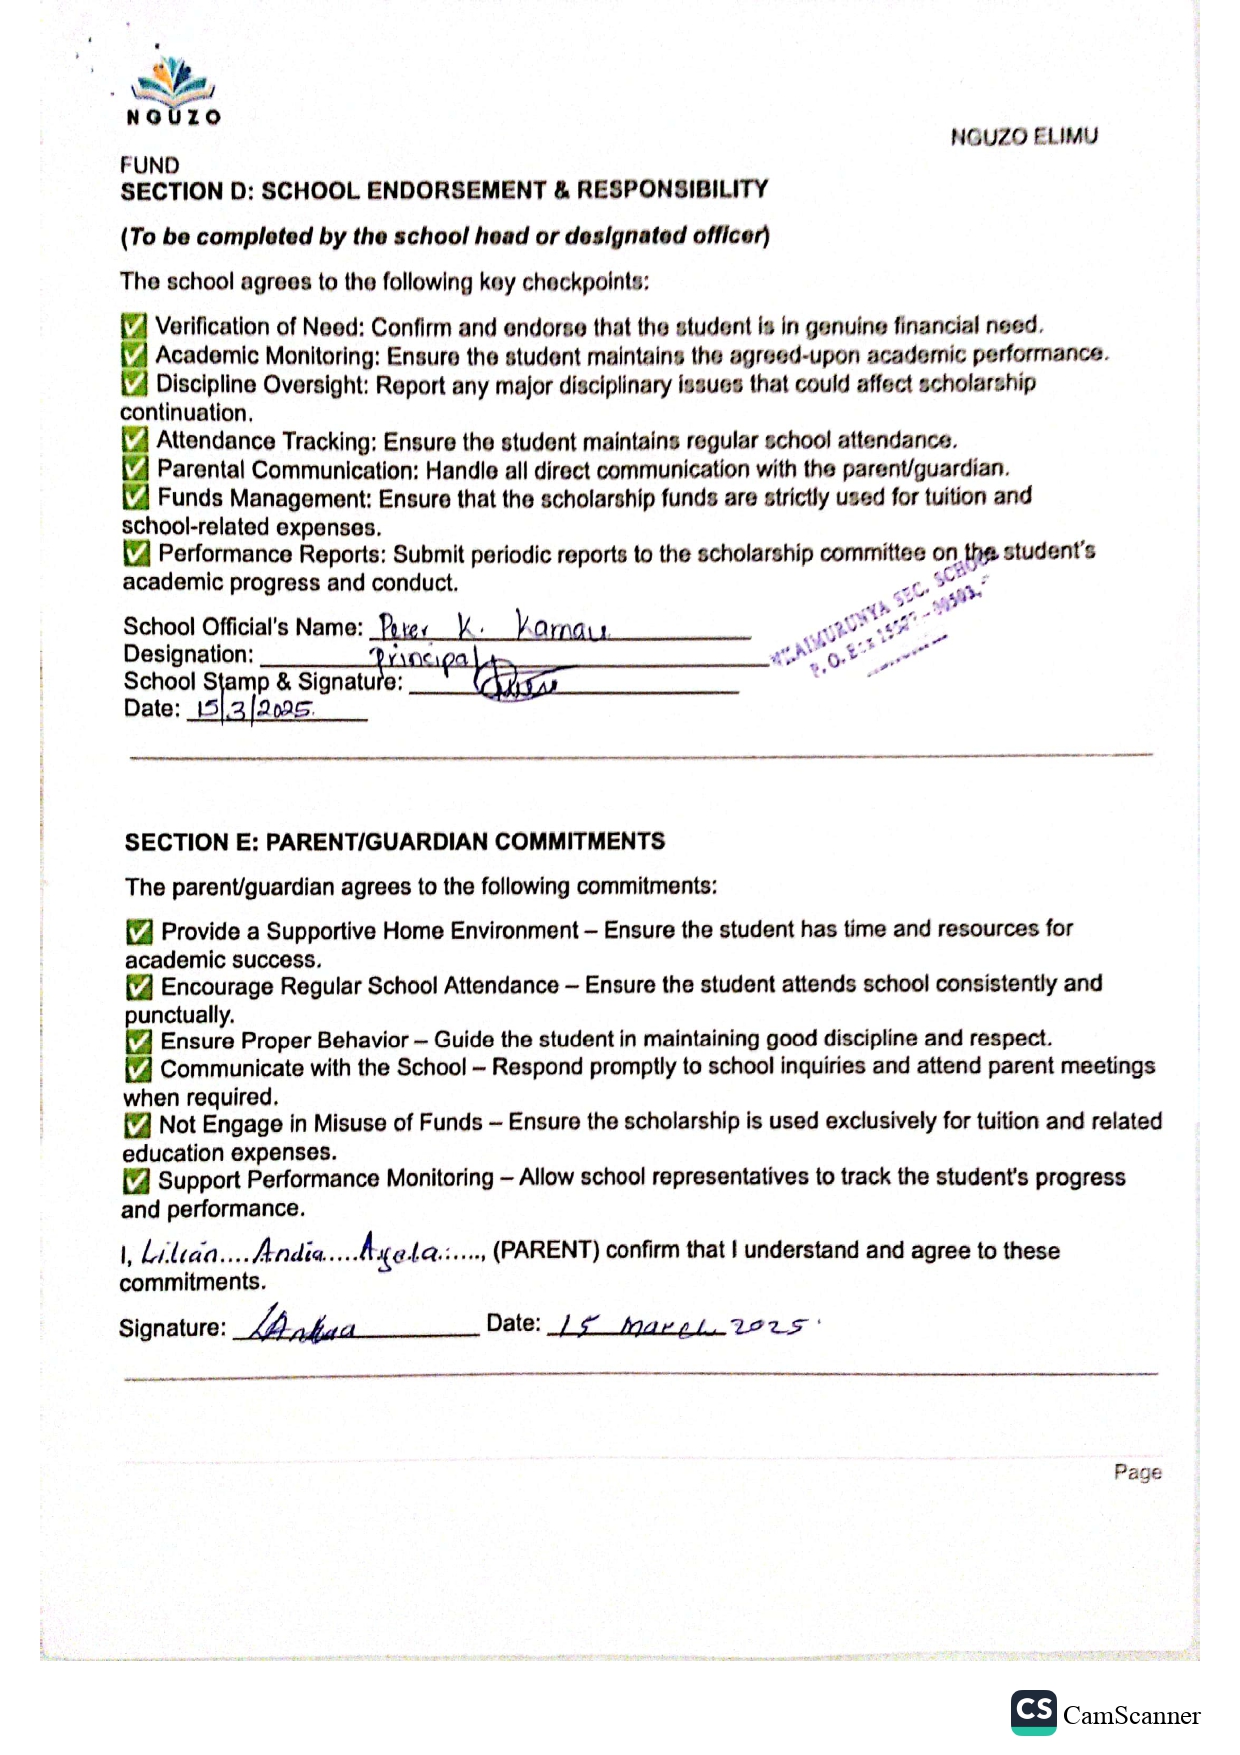 NGUZO
NGUZO ELIMU
FUND
SECTION D: SCHOOL ENDORSEMENT & RESPONSIBILITY
(To be completed by the school head or designated officer)
The school agrees to the following key checkpoints:
✅ Verification of Need: Confirm and endorse that the student is in genuine financial need.
✅ Academic Monitoring: Ensure the student maintains the agreed-upon academic performance.
✅ Discipline Oversight: Report any major disciplinary issues that could affect scholarship
continuation.
✅ Attendance Tracking: Ensure the student maintains regular school attendance.
✅ Parental Communication: Handle all direct communication with the parent/guardian.
✅ Funds Management: Ensure that the scholarship funds are strictly used for tuition and
school-related expenses.
✅ Performance Reports: Submit periodic reports to the scholarship committee on the student's
academic progress and conduct.
SEC. SCHOOL
P. O. Box
School Official's Name: Peter K. Kamau
Designation: Principal
School Stamp & Signature:
Date: 15/3/2025.
SECTION E: PARENT/GUARDIAN COMMITMENTS
The parent/guardian agrees to the following commitments:
✅ Provide a Supportive Home Environment – Ensure the student has time and resources for
academic success.
✅ Encourage Regular School Attendance – Ensure the student attends school consistently and
punctually.
✅ Ensure Proper Behavior – Guide the student in maintaining good discipline and respect.
✅ Communicate with the School – Respond promptly to school inquiries and attend parent meetings
when required.
✅ Not Engage in Misuse of Funds – Ensure the scholarship is used exclusively for tuition and related
education expenses.
✅ Support Performance Monitoring – Allow school representatives to track the student's progress
and performance.
I, Lilian....Andia.....Ayela......, (PARENT) confirm that I understand and agree to these
commitments.
Signature: Date: 15 March 2025.
Page
CS CamScanner